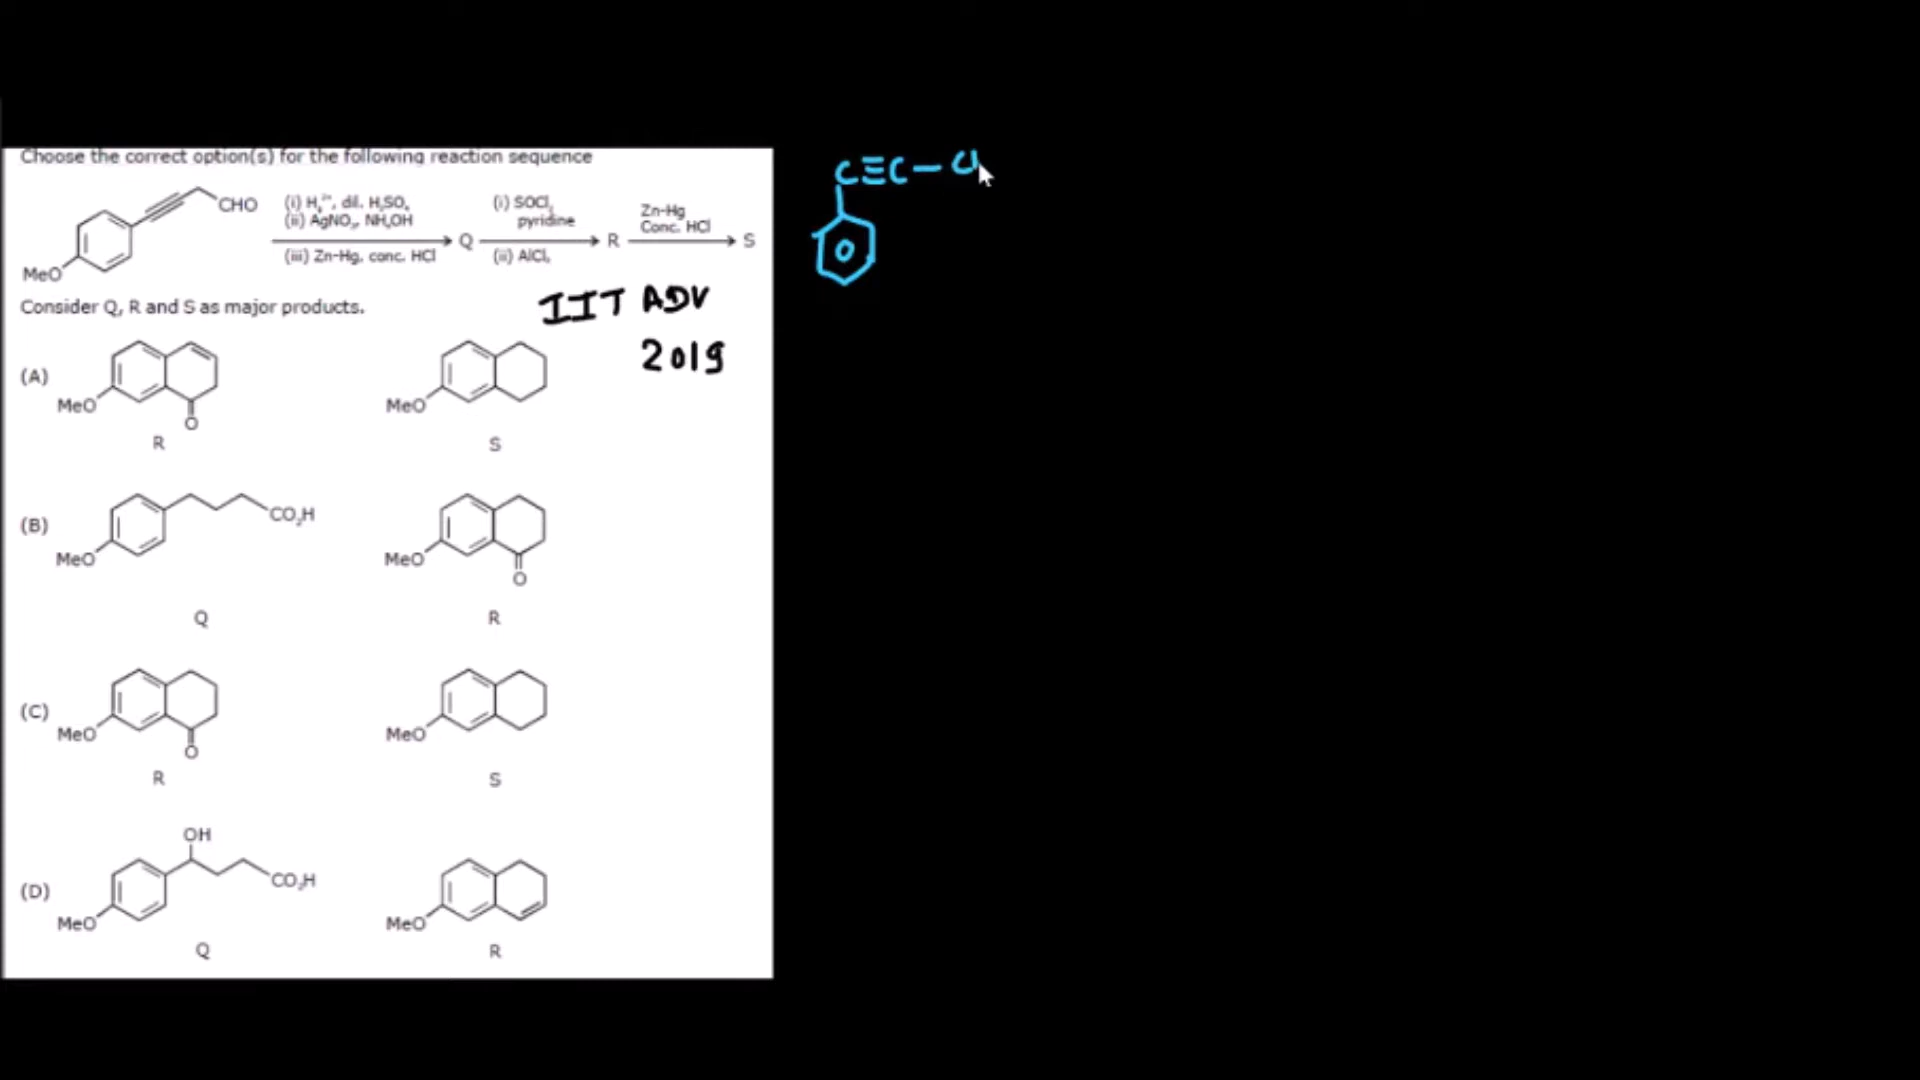 Choose the correct option(s) for the following reaction sequence
CHO
MeO
(i) H₉²⁺, dil. H₂SO₄
(ii) AgNO₃, NH₄OH
(iii) Zn-Hg, conc. HCl
Q
(i) SOCl₂
pyridine
(ii) AlCl₃
R
Zn-Hg
Conc. HCl
S
Consider Q, R and S as major products.
IIT ADV
2019
(A)
MeO
O
R
MeO
S
(B)
MeO
CO₂H
Q
MeO
O
R
(C)
MeO
O
R
MeO
S
(D)
OH
MeO
CO₂H
Q
MeO
R
C≡C-